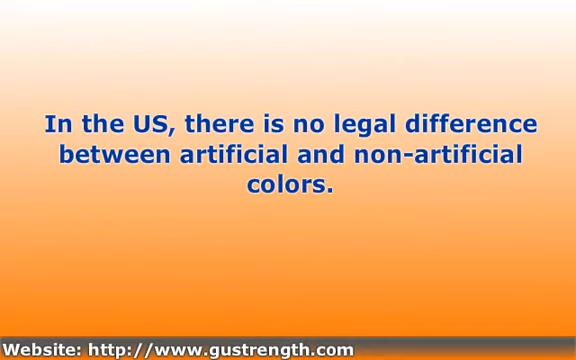 In the US, there is no legal difference
between artificial and non-artificial
colors.
Website: http://www.gustrength.com